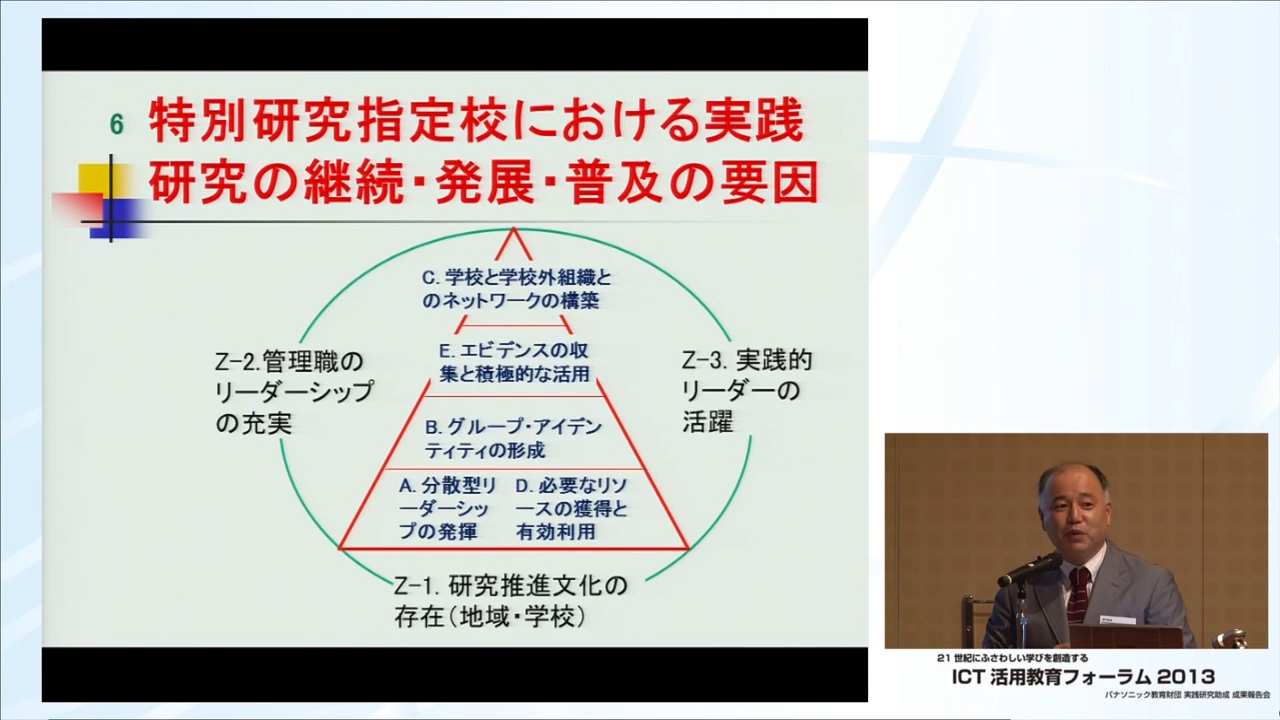 6
特別研究指定校における実践
研究の継続・発展・普及の要因
C. 学校と学校外組織と
のネットワークの構築
E. エビデンスの収
集と積極的な活用
Z-2.管理職の
リーダーシップ
の充実
Z-3. 実践的
リーダーの
活躍
B. グループ・アイデン
ティティの形成
A. 分散型リ
ーダーシッ
プの発揮
D. 必要なリソ
ースの獲得と
有効利用
Z-1. 研究推進文化の
存在(地域・学校)
21 世紀にふさわしい学びを創造する
ICT 活用教育フォーラム 2013
パナソニック教育財団 実践研究助成 成果報告会